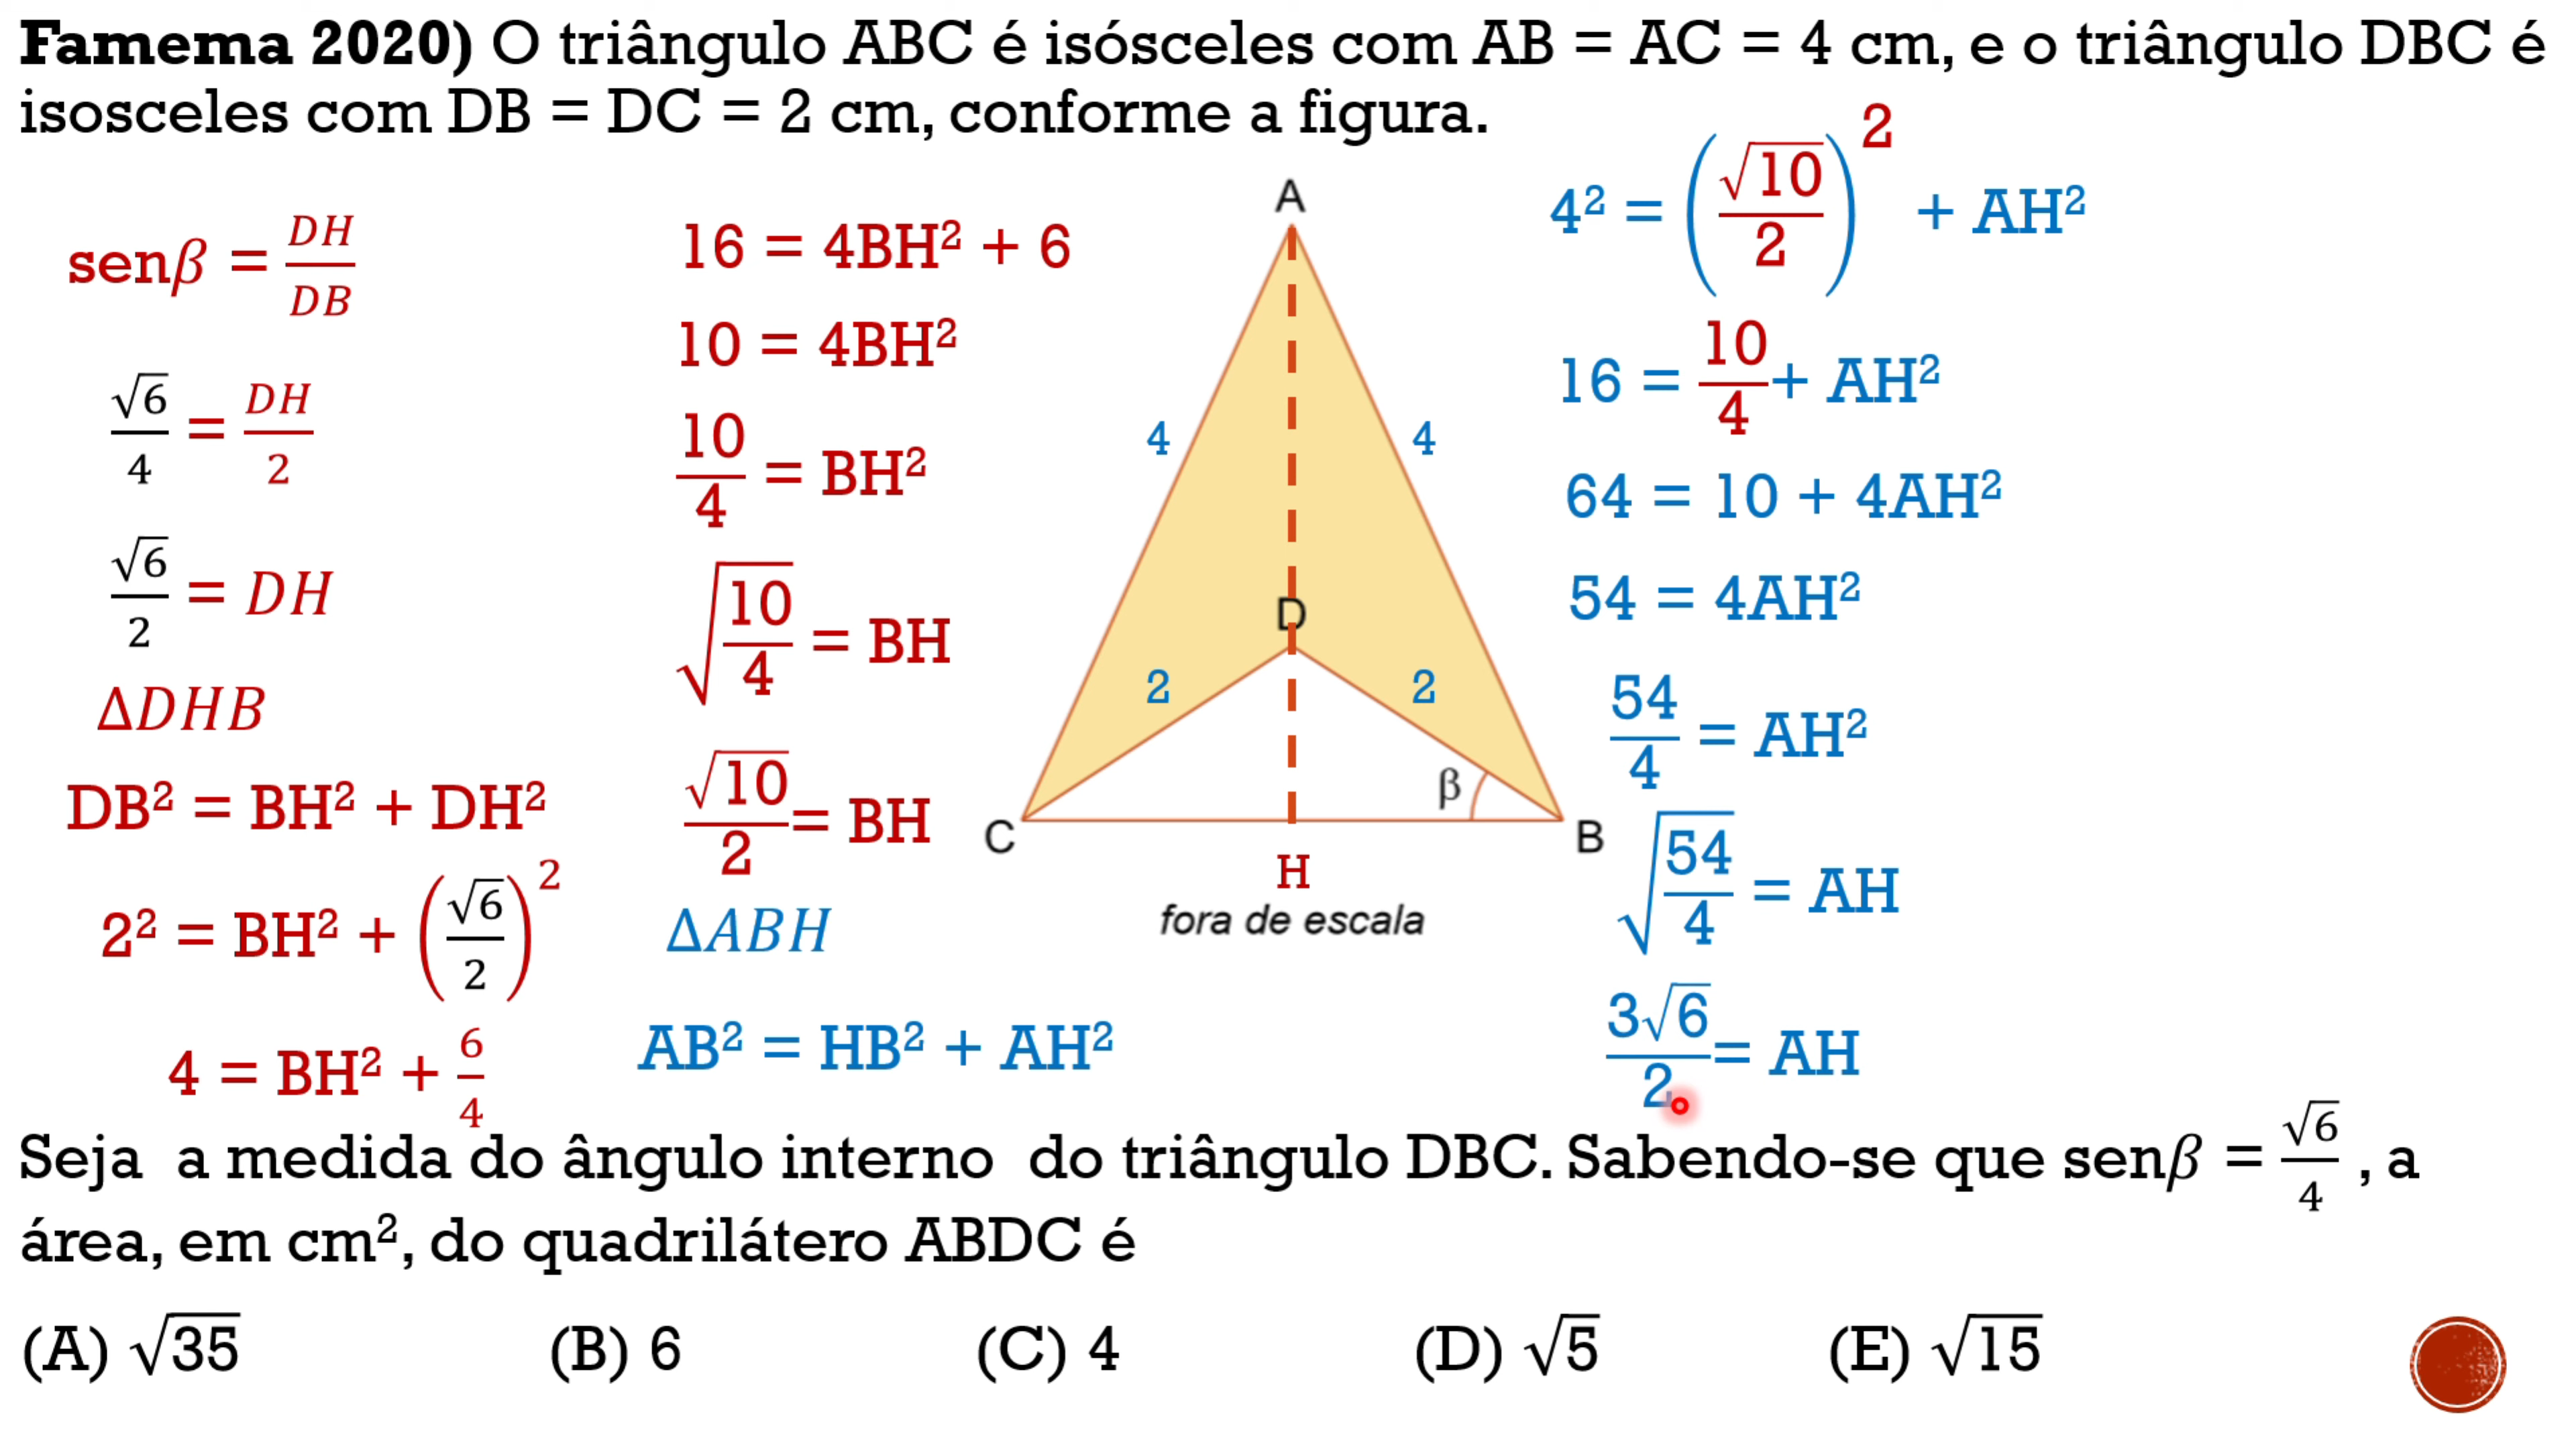 Famema 2020) O triângulo ABC é isósceles com AB = AC = 4 cm, e o triângulo DBC é
isosceles com DB = DC = 2 cm, conforme a figura.
senβ = DH/DB
√6/4 = DH/2
√6/2 = DH
ΔDHB
DB² = BH² + DH²
2² = BH² + (√6/2)²
4 = BH² + 6/4
16 = 4BH² + 6
10 = 4BH²
10/4 = BH²
√(10/4) = BH
√10/2 = BH
ΔABH
AB² = HB² + AH²
A
4 4
D
2 2
β
C B
H
fora de escala
4² = (√10/2)² + AH²
16 = 10/4 + AH²
64 = 10 + 4AH²
54 = 4AH²
54/4 = AH²
√(54/4) = AH
3√6/2 = AH
Seja a medida do ângulo interno do triângulo DBC. Sabendo-se que senβ = √6/4 , a
área, em cm², do quadrilátero ABDC é
(A) √35 (B) 6 (C) 4 (D) √5 (E) √15